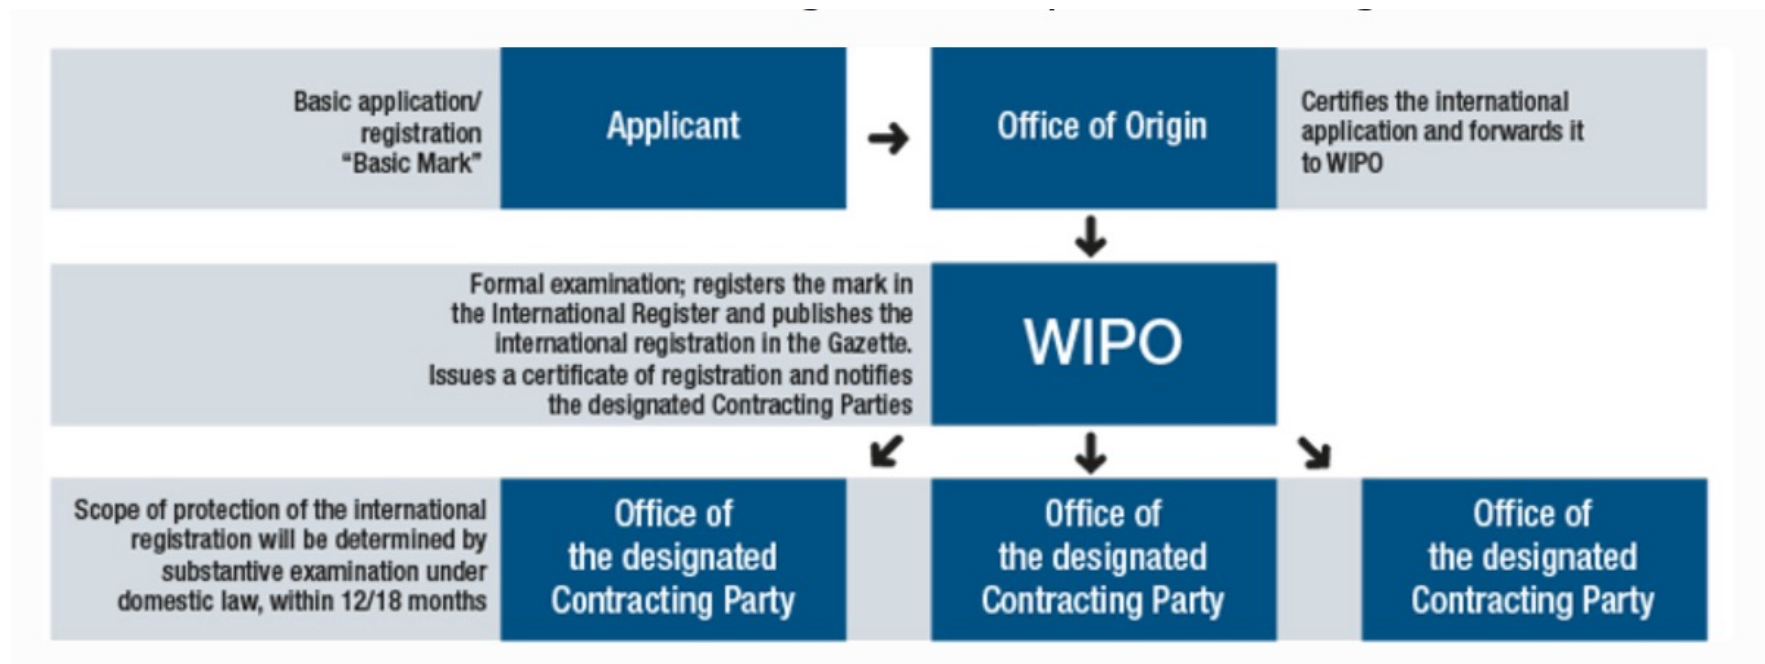 Basic application/
registration
“Basic Mark”
Applicant
Office of Origin
Certifies the international
application and forwards it
to WIPO
Formal examination; registers the mark in
the International Register and publishes the
international registration in the Gazette.
Issues a certificate of registration and notifies
the designated Contracting Parties
WIPO
Scope of protection of the international
registration will be determined by
substantive examination under
domestic law, within 12/18 months
Office of
the designated
Contracting Party
Office of
the designated
Contracting Party
Office of
the designated
Contracting Party